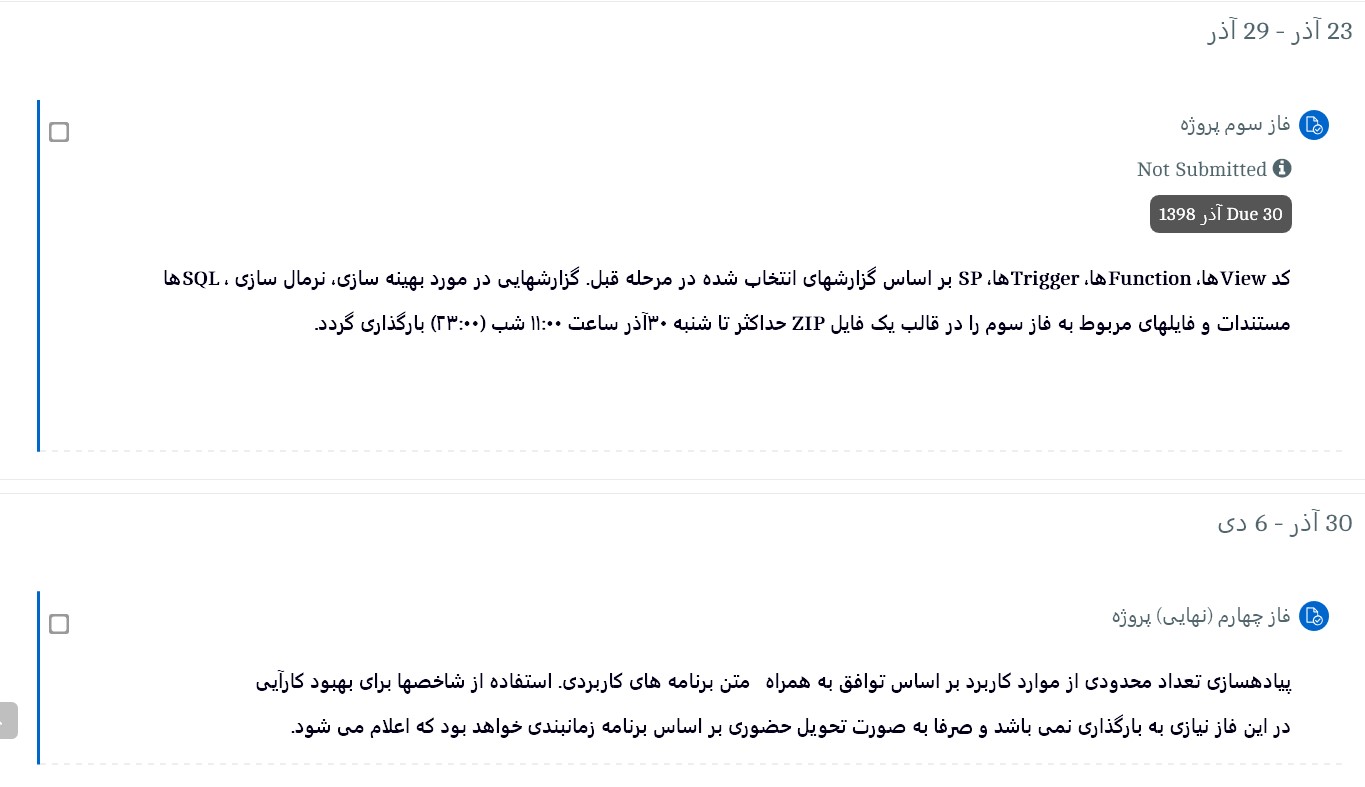 23 آذر - 29 آذر
فاز سوم پروژه
Not Submitted
Due 30 آذر 1398
کد Viewها، Functionها، Triggerها، SP بر اساس گزارشهای انتخاب شده در مرحله قبل. گزارشهایی در مورد بهینه سازی، نرمال سازی ، SQLها
مستندات و فایلهای مربوط به فاز سوم را در قالب یک فایل ZIP حداکثر تا شنبه ۳۰آذر ساعت ۱۱:۰۰ شب (۲۳:۰۰) بارگذاری گردد.
30 آذر - 6 دی
فاز چهارم (نهایی) پروژه
پیادهسازی تعداد محدودی از موارد کاربرد بر اساس توافق به همراه متن برنامه های کاربردی. استفاده از شاخصها برای بهبود کارآیی
در این فاز نیازی به بارگذاری نمی باشد و صرفا به صورت تحویل حضوری بر اساس برنامه زمانبندی خواهد بود که اعلام می شود.